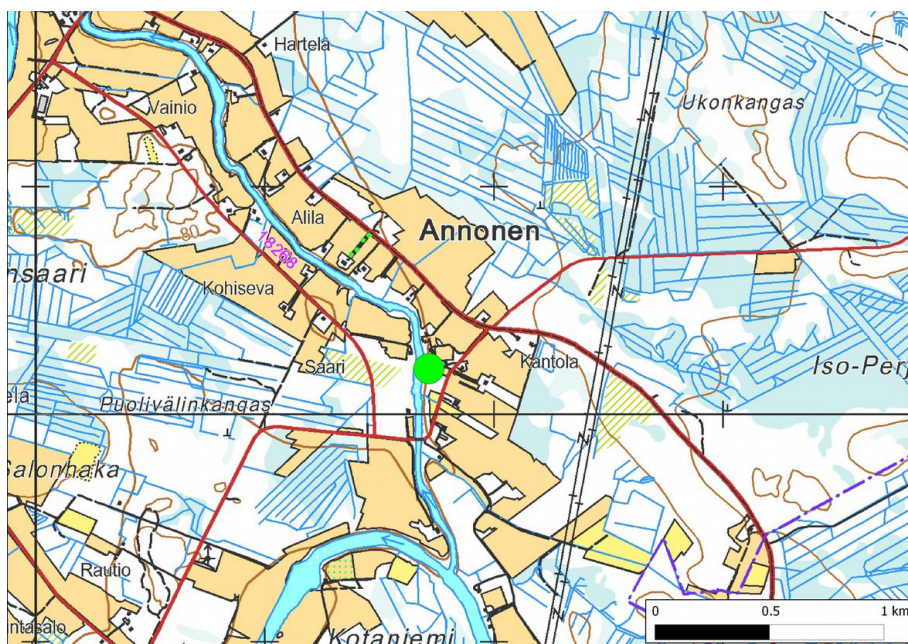 Hartela
Vainio
Ukonkangas
Alila
Annonen
80
18268
nsaari
Kohiseva
Saari
Kantola
Iso-Perj
ela
Puolivälinkangas
Salonhaka
Rautio
0 0.5 1 km
intasalo
Kotaniemi